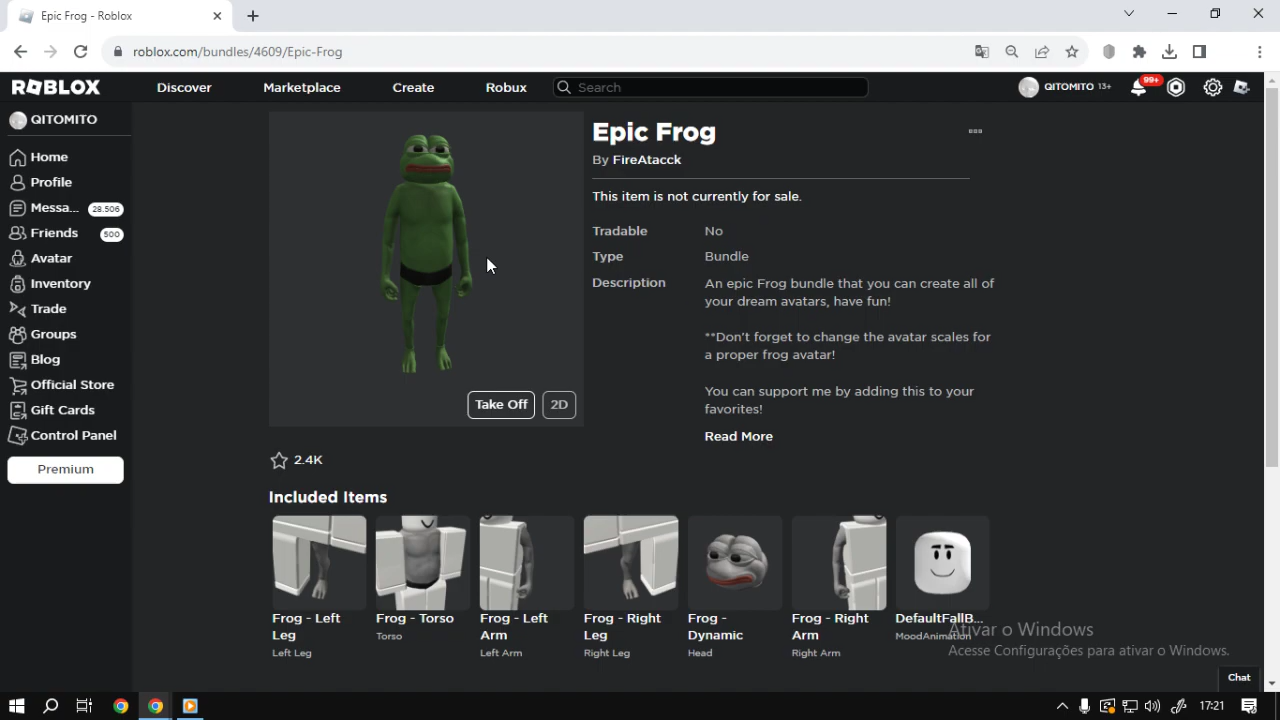 Epic Frog - Roblox
roblox.com/bundles/4609/Epic-Frog
ROBLOX Discover Marketplace Create Robux Search QITOMITO 13+ 99+
QITOMITO
Home
Profile
Messa... 28.506
Friends 500
Avatar
Inventory
Trade
Groups
Blog
Official Store
Gift Cards
Control Panel
Premium
Take Off 2D
Epic Frog
By FireAtacck
This item is not currently for sale.
Tradable No
Type Bundle
Description An epic Frog bundle that you can create all of
your dream avatars, have fun!
**Don't forget to change the avatar scales for
a proper frog avatar!
You can support me by adding this to your
favorites!
Read More
2.4K
Included Items
Frog - Left
Leg
Left Leg
Frog - Torso
Torso
Frog - Left
Arm
Left Arm
Frog - Right
Leg
Right Leg
Frog -
Dynamic
Head
Frog - Right
Arm
Right Arm
DefaultFallB...
MoodAnimation
Ativar o Windows
Acesse Configurações para ativar o Windows.
Chat
17:21